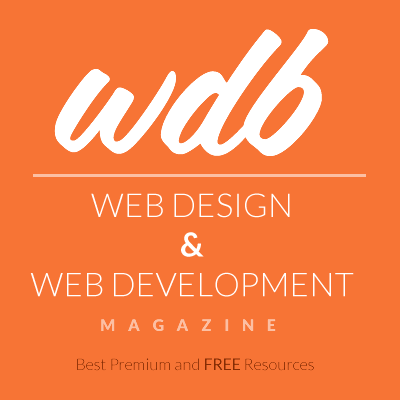 wdb
WEB DESIGN
&
WEB DEVELOPMENT
MAGAZINE
Best Premium and FREE Resources